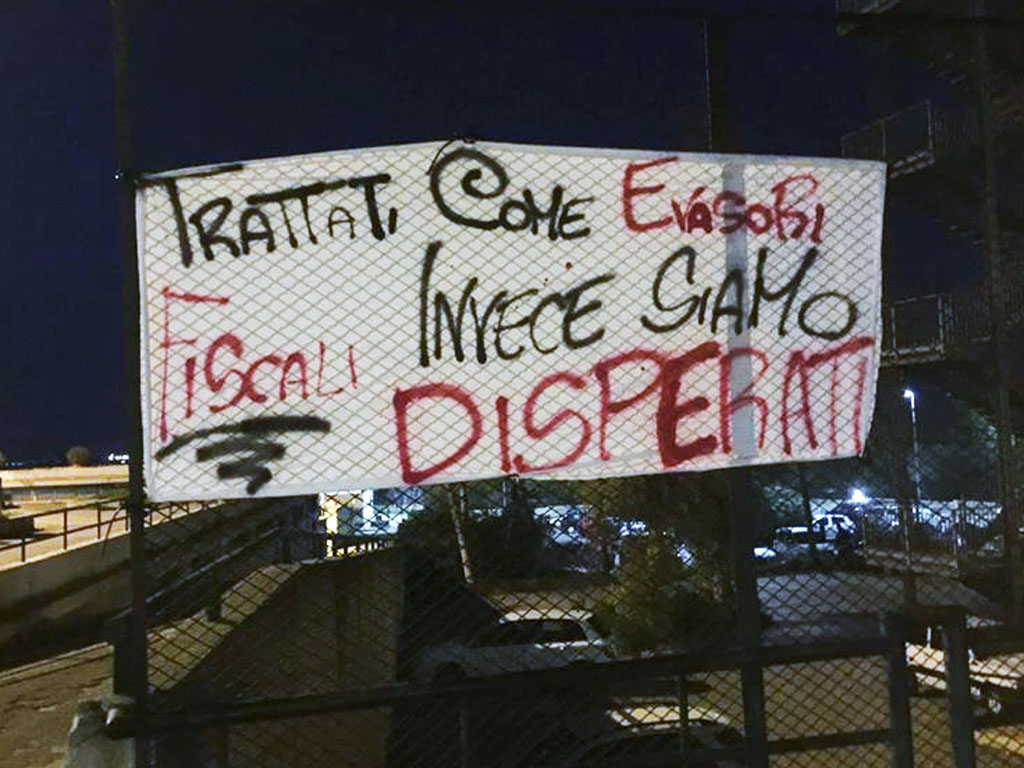 TRATTATI COME EVASORI
FISCALI INVECE SIAMO
DISPERATI